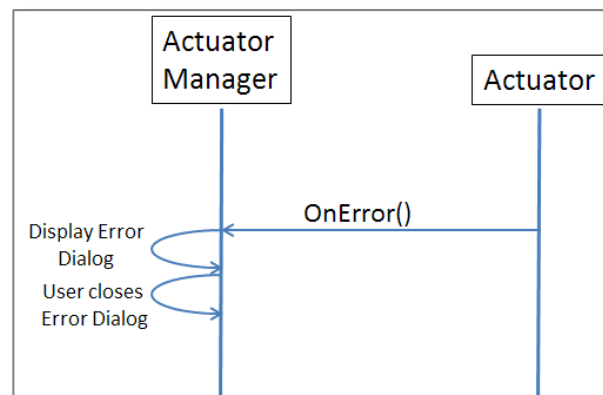 Actuator
Manager
Actuator
OnError()
Display Error
Dialog
User closes
Error Dialog